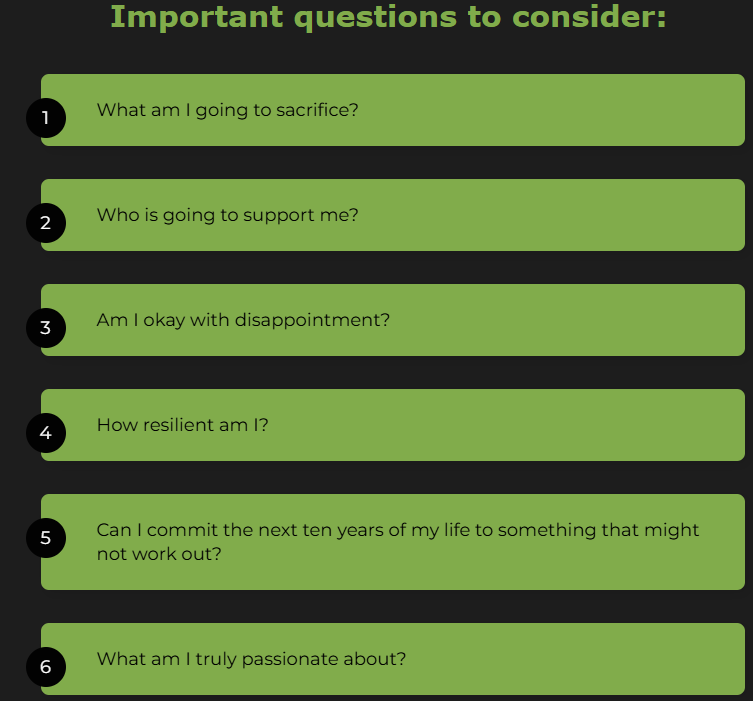 Important questions to consider:
1
What am I going to sacrifice?
2
Who is going to support me?
3
Am I okay with disappointment?
4
How resilient am I?
5
Can I commit the next ten years of my life to something that might
not work out?
6
What am I truly passionate about?